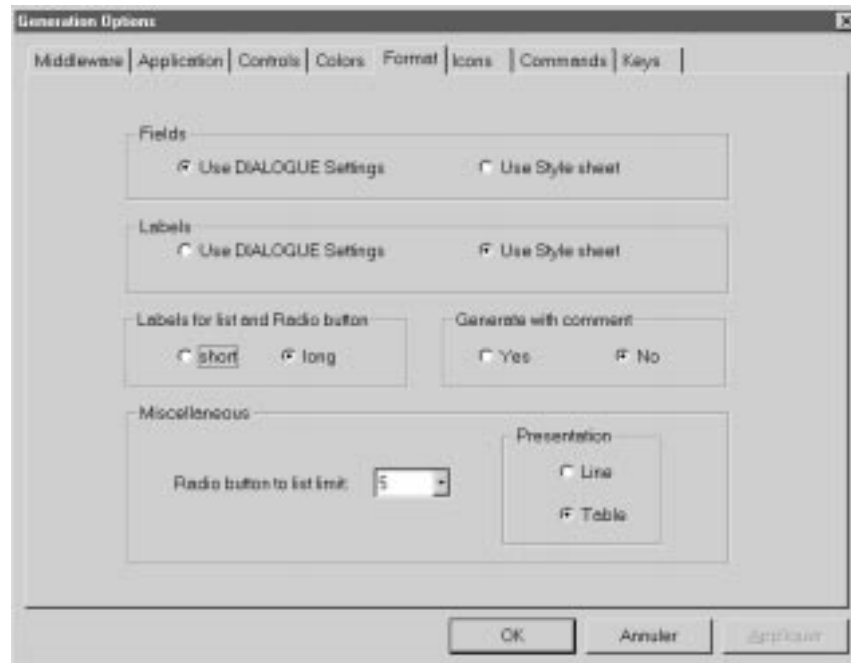 Generation Options
Middleware Application Controls Colors Format Icons Commands Keys
Fields
Use DIALOGUE Settings Use Style sheet
Labels
Use DIALOGUE Settings Use Style sheet
Labels for list and Radio button Generate with comment
short long Yes No
Miscellaneous
Presentation
Line
Radio button to list limit: 5
Table
OK Annuler Appliquer